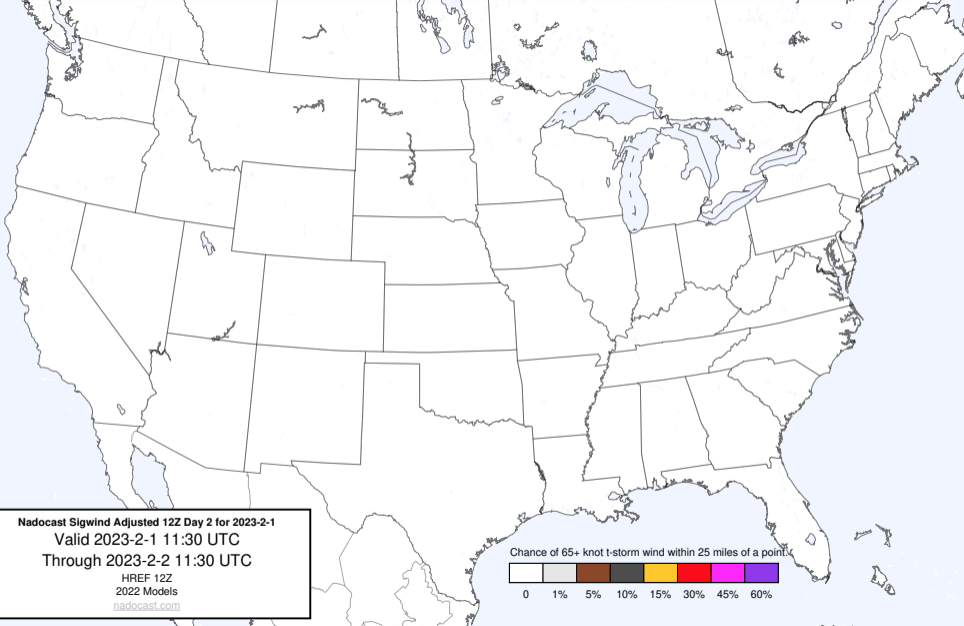 Nadocast Sigwind Adjusted 12Z Day 2 for 2023-2-1
Valid 2023-2-1 11:30 UTC
Through 2023-2-2 11:30 UTC
HREF 12Z
2022 Models
nadocast.com
Chance of 65+ knot t-storm wind within 25 miles of a point.
0 1% 5% 10% 15% 30% 45% 60%